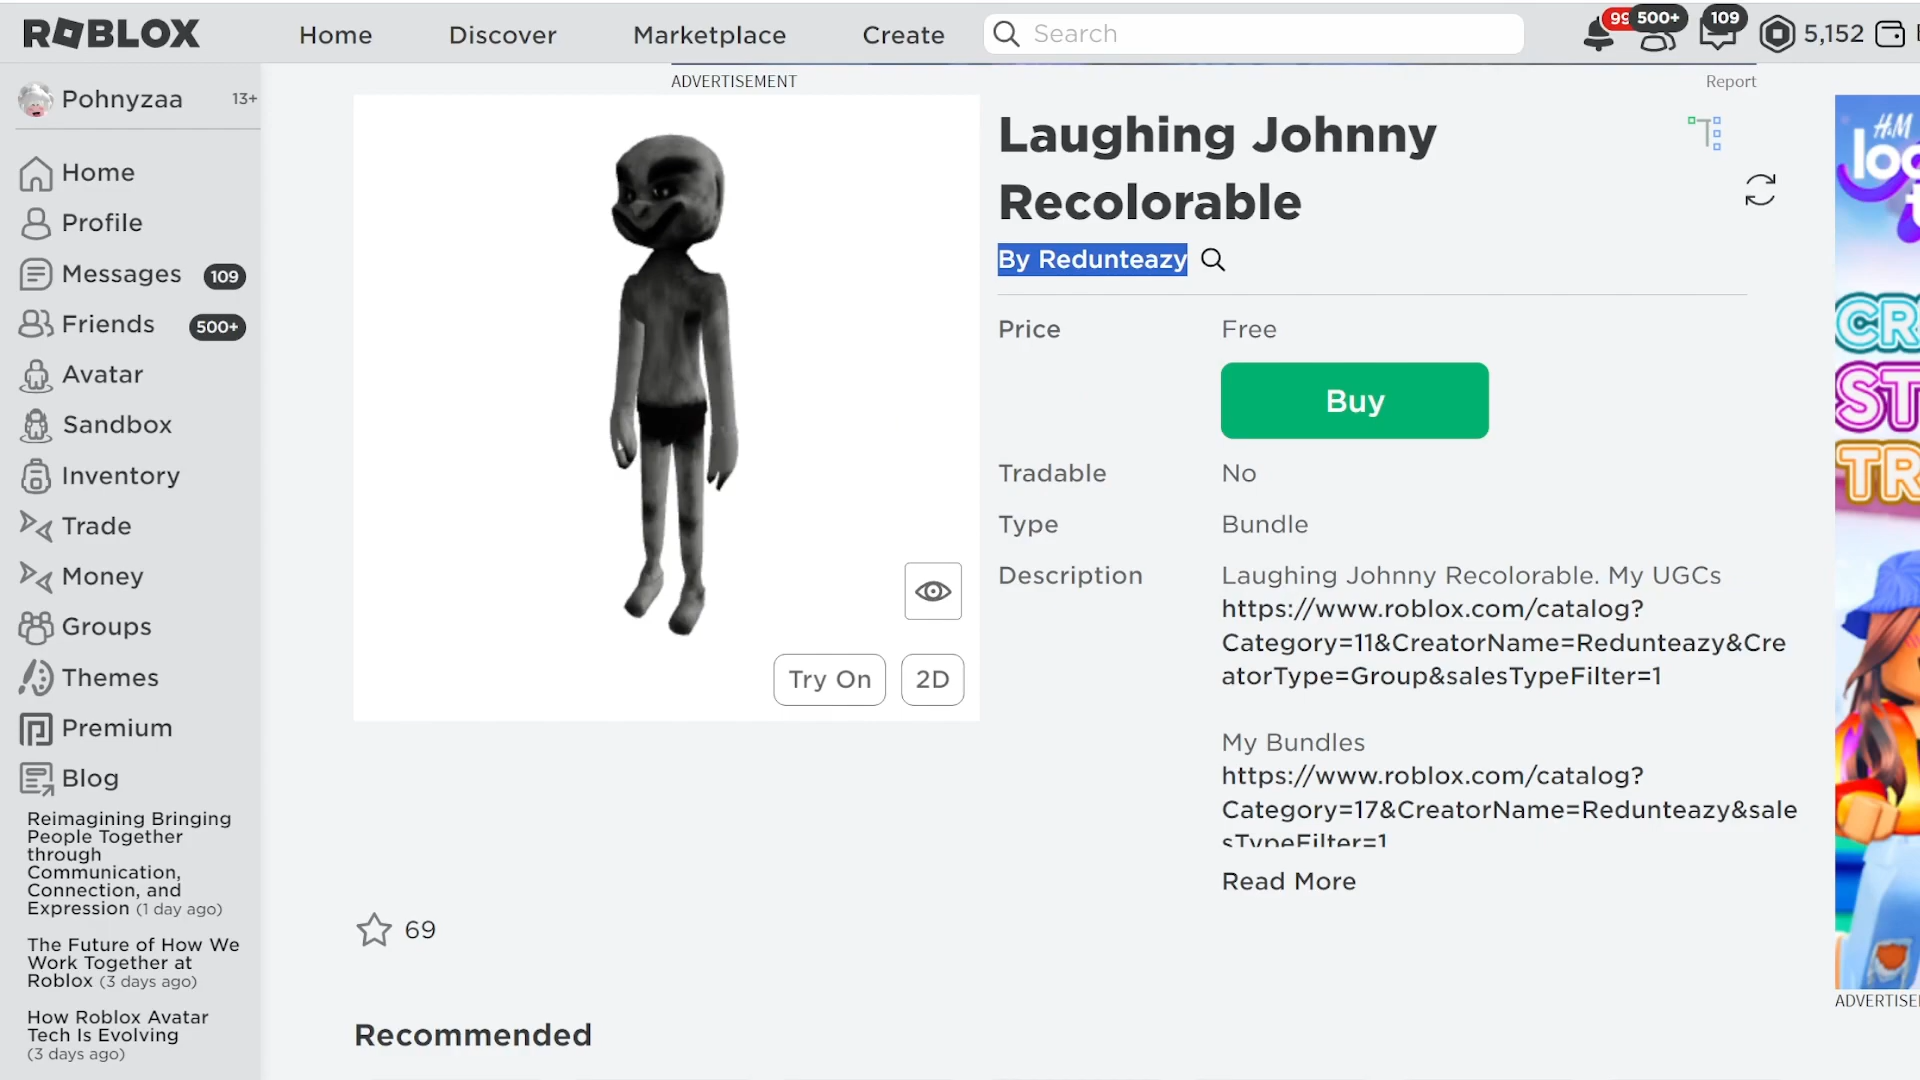 ROBLOX
Home
Discover
Marketplace
Create
Search
99
500+
109
5,152
Pohnyzaa
13+
Home
Profile
Messages
109
Friends
500+
Avatar
Sandbox
Inventory
Trade
Money
Groups
Themes
Premium
Blog
Reimagining Bringing
People Together
through
Communication,
Connection, and
Expression (1 day ago)
The Future of How We
Work Together at
Roblox (3 days ago)
How Roblox Avatar
Tech Is Evolving
(3 days ago)
ADVERTISEMENT
Report
Laughing Johnny
Recolorable
By Redunteazy
Price
Free
Buy
Tradable
No
Type
Bundle
Description
Laughing Johnny Recolorable. My UGCs
https://www.roblox.com/catalog?
Category=11&CreatorName=Redunteazy&Cre
atorType=Group&salesTypeFilter=1
My Bundles
https://www.roblox.com/catalog?
Category=17&CreatorName=Redunteazy&sale
sTypeFilter=1
Read More
Try On
2D
69
Recommended
H&M